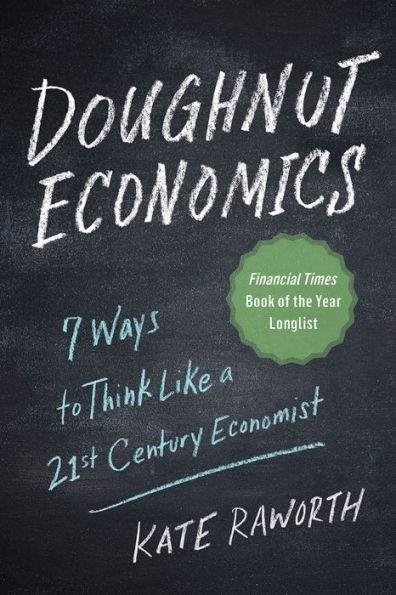 DOUGHNUT
ECONOMICS
Financial Times
Book of the Year
Longlist
7 Ways
to Think Like a
21st Century Economist
KATE RAWORTH